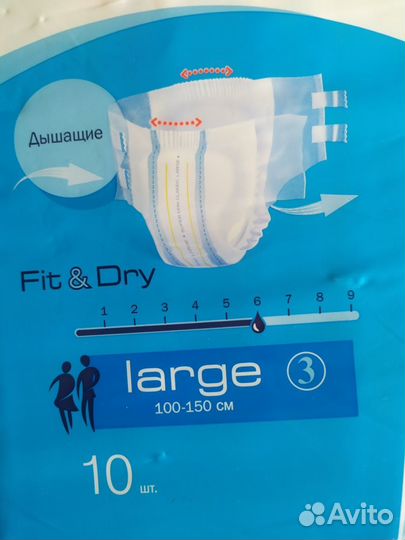 Дышащие
Fit & Dry
1 2 3 4 5 6 7 8 9
large 3
100-150 см
10 шт.
Avito